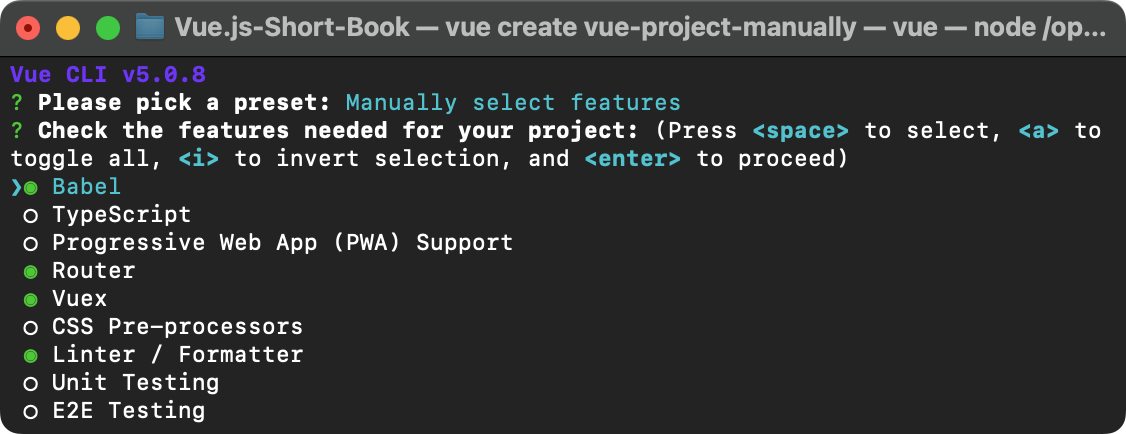 Vue.js-Short-Book — vue create vue-project-manually — vue — node /op...
Vue CLI v5.0.8
? Please pick a preset: Manually select features
? Check the features needed for your project: (Press <space> to select, <a> to
toggle all, <i> to invert selection, and <enter> to proceed)
❯◉ Babel
◯ TypeScript
◯ Progressive Web App (PWA) Support
◉ Router
◉ Vuex
◯ CSS Pre-processors
◉ Linter / Formatter
◯ Unit Testing
◯ E2E Testing